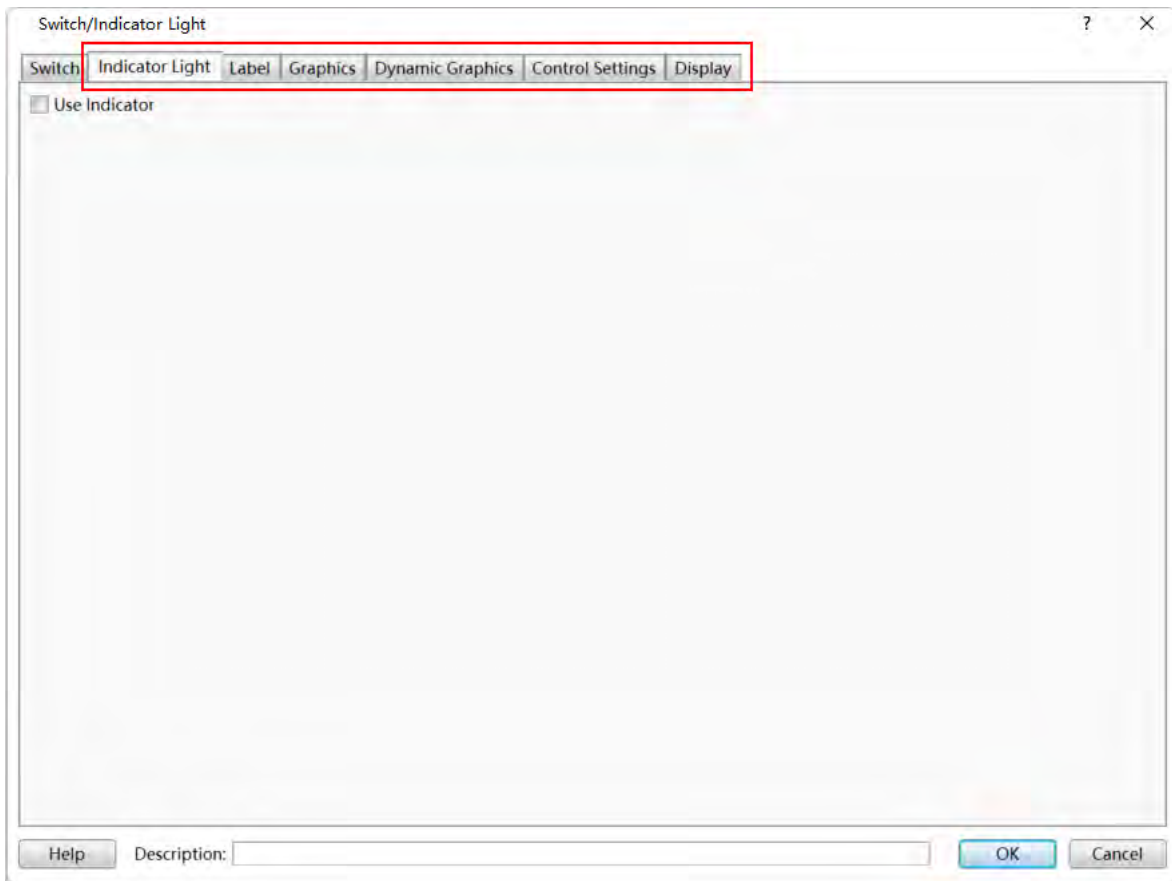 Switch/Indicator Light ? ×
Switch Indicator Light Label Graphics Dynamic Graphics Control Settings Display
Use Indicator
Help Description: OK Cancel